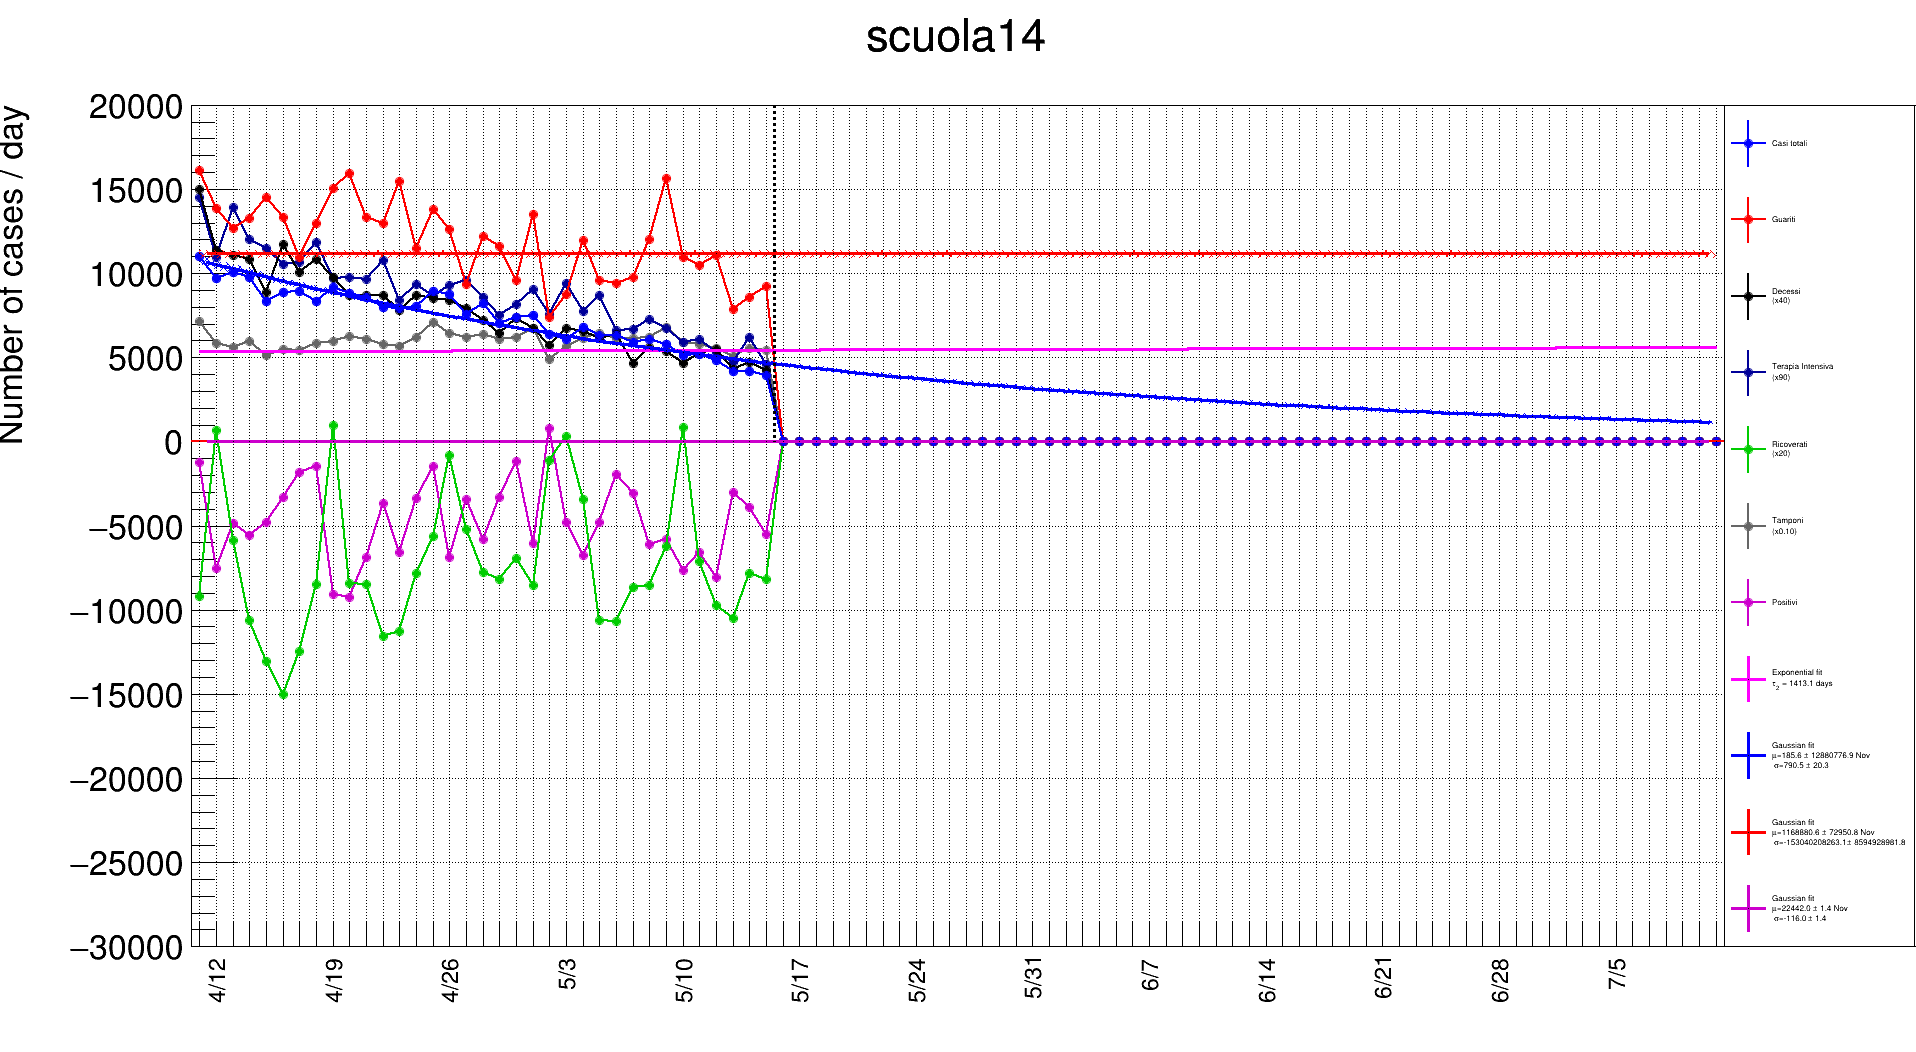 scuola14
Number of cases / day
20000
15000
10000
5000
0
−5000
−10000
−15000
−20000
−25000
−30000
4/12
4/19
4/26
5/3
5/10
5/17
5/24
5/31
6/7
6/14
6/21
6/28
7/5
Casi totali
Guariti
Decessi
(x40)
Terapia Intensiva
(x90)
Ricoverati
(x20)
Tamponi
(x0.10)
Positivi
Exponential fit
τ2 = 1413.1 days
Gaussian fit
μ=185.6 ± 12880776.9 Nov
σ=790.5 ± 20.3
Gaussian fit
μ=1168880.6 ± 72950.8 Nov
σ=-153040208263.1± 8594928981.8
Gaussian fit
μ=22442.0 ± 1.4 Nov
σ=-116.0 ± 1.4